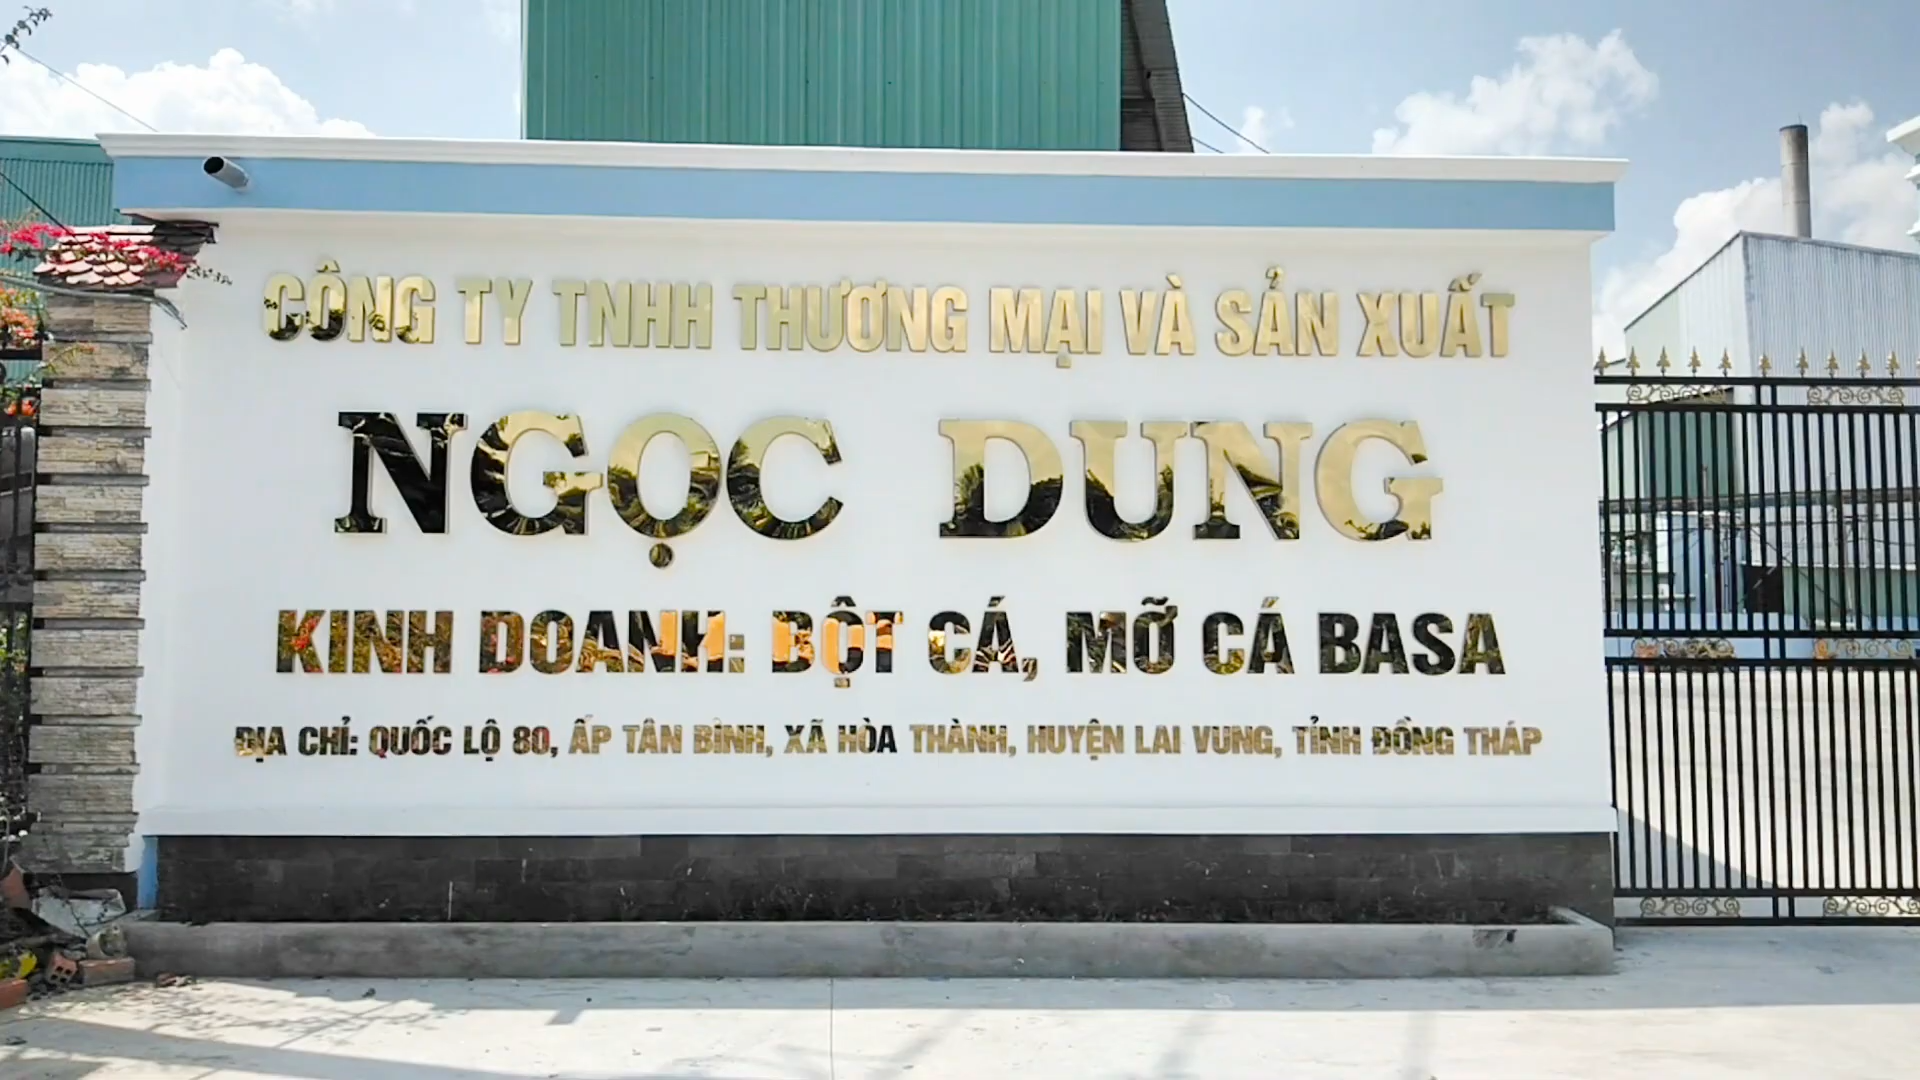 CÔNG TY TNHH THƯƠNG MẠI VÀ SẢN XUẤT
NGỌC DUNG
KINH DOANH: BỘT CÁ, MỠ CÁ BASA
ĐỊA CHỈ: QUỐC LỘ 80, ẤP TÂN BÌNH, XÃ HÒA THÀNH, HUYỆN LAI VUNG, TỈNH ĐỒNG THÁP